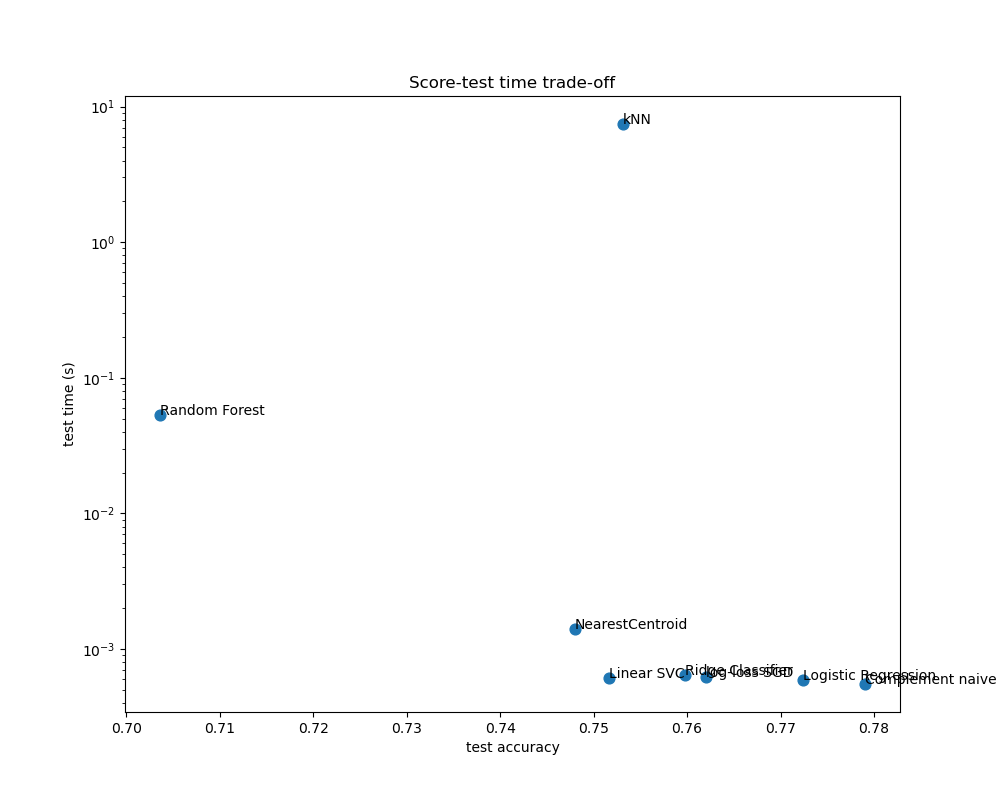 Score-test time trade-off
10¹
kNN
10⁰
test time (s)
10⁻¹
Random Forest
10⁻²
NearestCentroid
10⁻³
Linear SVC
Ridge Classifier
log-loss SGD
Logistic Regression
Complement naive
0.70 0.71 0.72 0.73 0.74 0.75 0.76 0.77 0.78
test accuracy